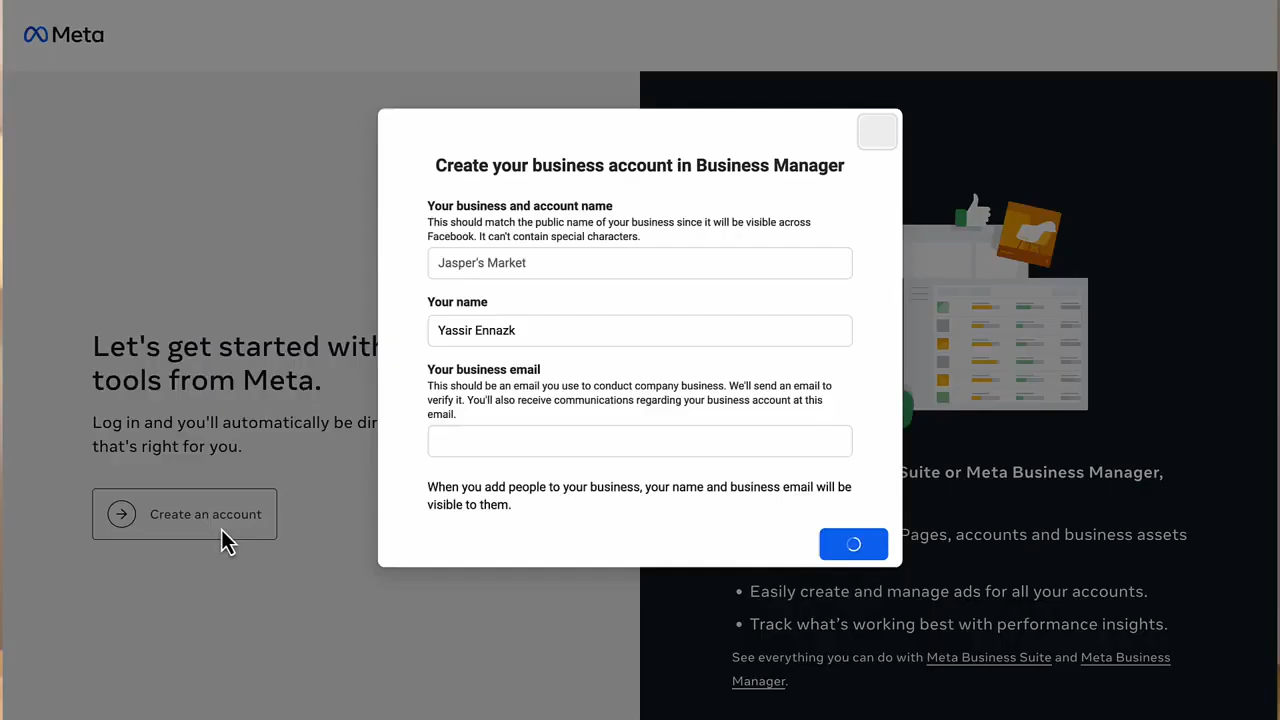 Meta
Create your business account in Business Manager
Your business and account name
This should match the public name of your business since it will be visible across
Facebook. It can't contain special characters.
Jasper's Market
Your name
Yassir Ennazk
Your business email
This should be an email you use to conduct company business. We'll send an email to
verify it. You'll also receive communications regarding your business account at this
email.
When you add people to your business, your name and business email will be
visible to them.
Let's get started with
tools from Meta.
Log in and you'll automatically be dir
that's right for you.
Create an account
Suite or Meta Business Manager,
Pages, accounts and business assets
• Easily create and manage ads for all your accounts.
• Track what’s working best with performance insights.
See everything you can do with Meta Business Suite and Meta Business
Manager.